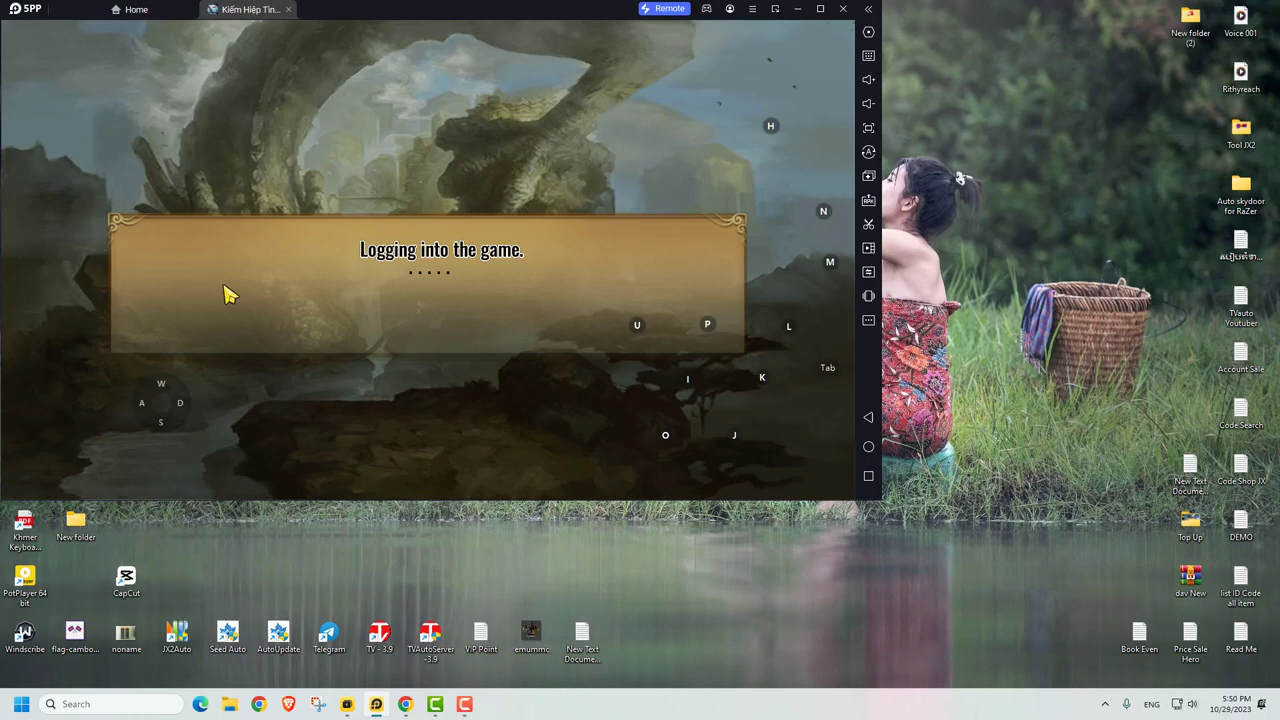 SPP
Home
Kiếm Hiệp Tìn...
Remote
New folder
(2)
Voice 001
Rithyreach
Tool JX2
Auto skydoor
for RaZer
TVauto
Youtuber
Account Sale
Code Search
New Text
Docume...
Code Shop JX
Top Up
DEMO
dav New
list ID Code
all item
Book Even
Price Sale
Hero
Read Me
H
N
M
Logging into the game.
.....
U
P
L
I
K
Tab
O
J
W
A
D
S
Khmer
Keyboa...
New folder
PotPlayer 64
bit
CapCut
Windscribe
flag-cambo...
noname
JX2Auto
Seed Auto
AutoUpdate
Telegram
TV - 3.9
TVAutoServer
-3.9
V.I.P Point
emummc
New Text
Docume...
Search
ENG
5:50 PM
10/29/2023